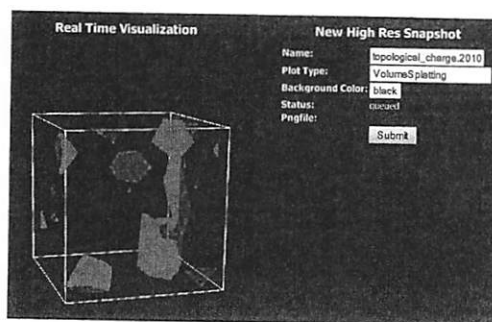 Real Time Visualization
New High Res Snapshot
Name: topological_charge.2010
Plot Type: VolumeSplatting
Background Color: black
Status: queued
Pngfile:
Submit